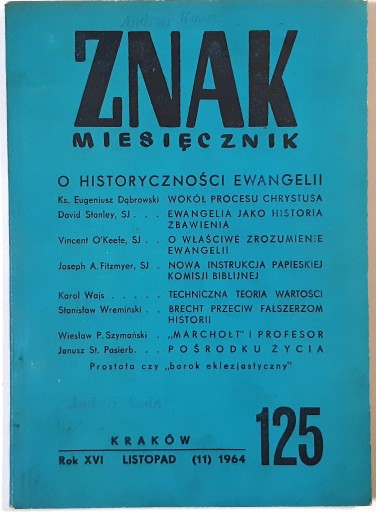 ZNAK
MIESIĘCZNIK
O HISTORYCZNOŚCI EWANGELII
Ks. Eugeniusz Dąbrowski WOKÓŁ PROCESU CHRYSTUSA
David Stanley, SJ . . . EWANGELIA JAKO HISTORIA
ZBAWIENIA
Vincent O'Keefe, SJ . . O WŁAŚCIWE ZROZUMIENIE
EWANGELII
Joseph A. Fitzmyer, SJ . NOWA INSTRUKCJA PAPIESKIEJ
KOMISJI BIBLIJNEJ
Karol Wajs . . . . . TECHNICZNA TEORIA WARTOŚCI
Stanisław Wremiński . . BRECHT PRZECIW FAŁSZERZOM
HISTORII
Wiesław P. Szymański . „MARCHOŁT" I PROFESOR
Janusz St. Pasierb . . POŚRODKU ŻYCIA
Prostota czy „barok eklezjastyczny"
KRAKÓW
Rok XVI LISTOPAD (11) 1964
125